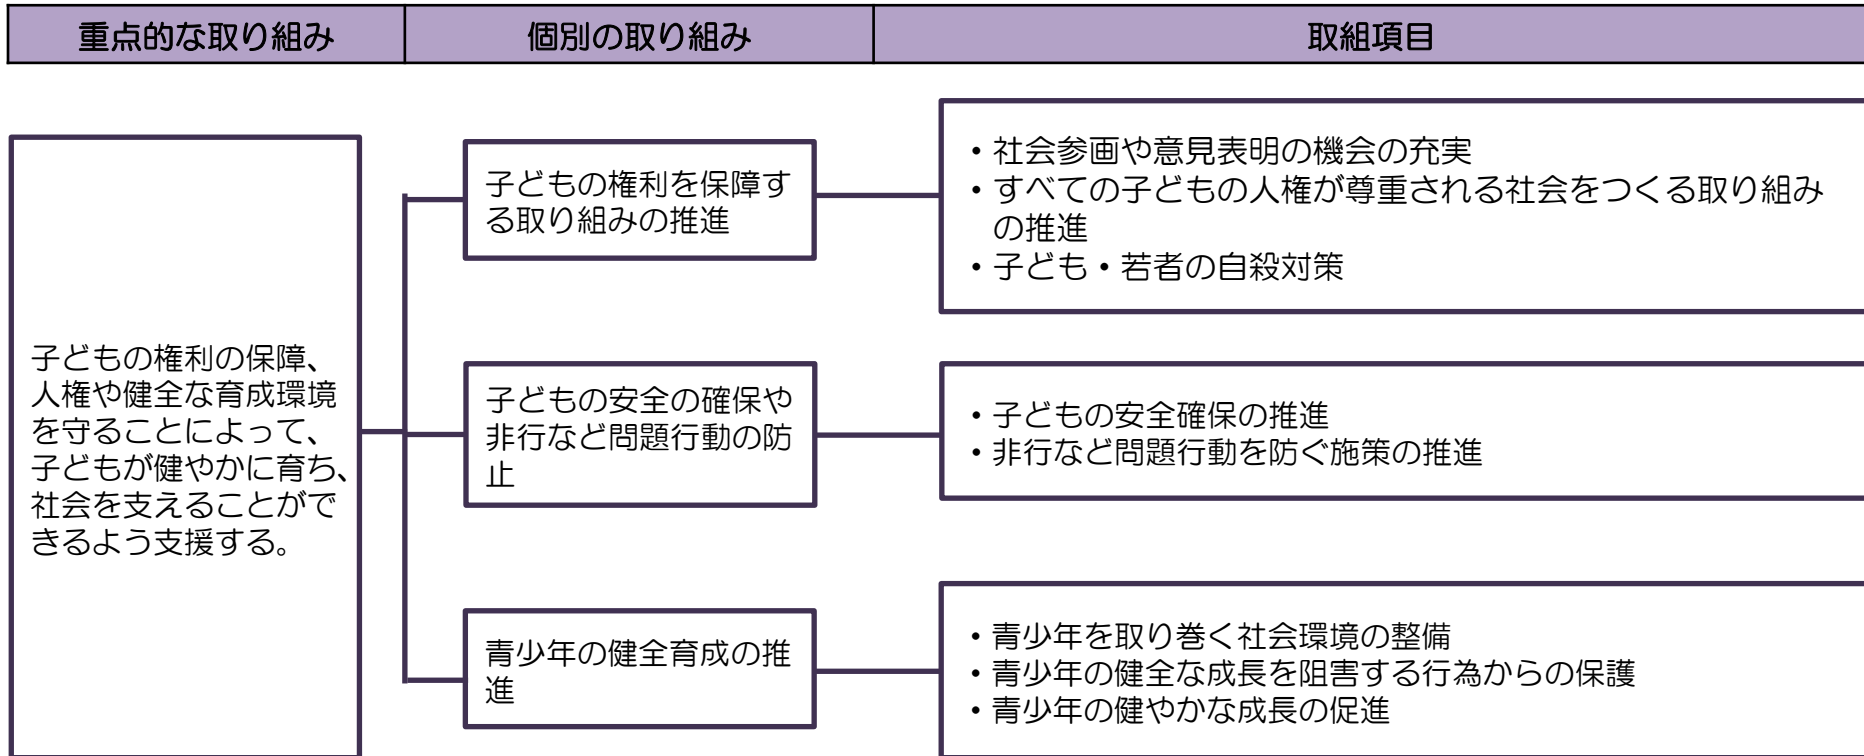 重点的な取り組み
個別の取り組み
取組項目
子どもの権利の保障、
人権や健全な育成環境
を守ることによって、
子どもが健やかに育ち、
社会を支えることがで
きるよう支援する。
子どもの権利を保障す
る取り組みの推進
・社会参画や意見表明の機会の充実
・すべての子どもの人権が尊重される社会をつくる取り組み
の推進
・子ども・若者の自殺対策
子どもの安全の確保や
非行など問題行動の防
止
・子どもの安全確保の推進
・非行など問題行動を防ぐ施策の推進
青少年の健全育成の推
進
・青少年を取り巻く社会環境の整備
・青少年の健全な成長を阻害する行為からの保護
・青少年の健やかな成長の促進